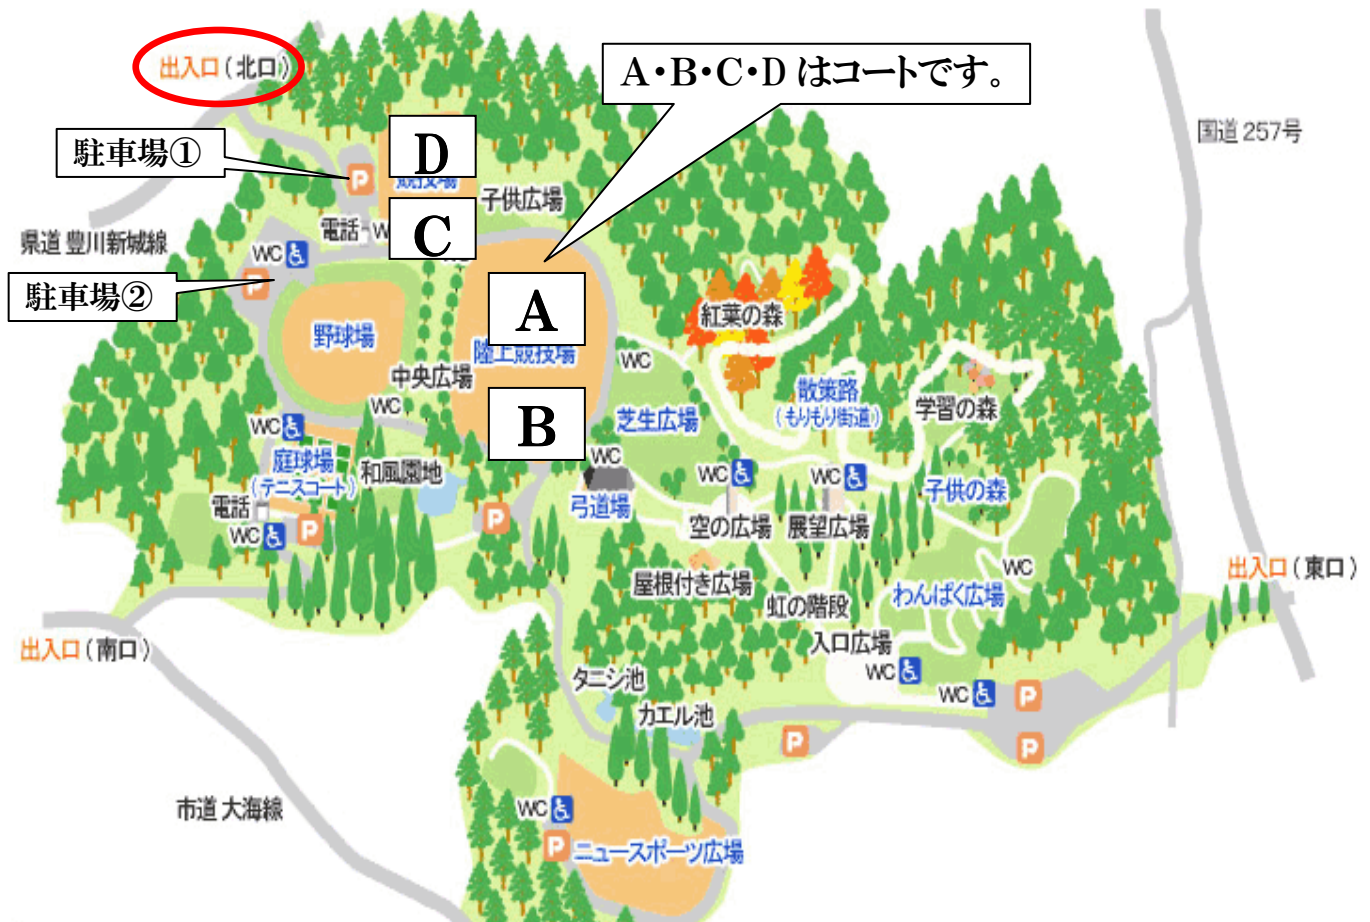 出入口(北口)
A・B・C・Dはコートです。
国道257号
駐車場①
D
競技場
子供広場
C
電話
県道 豊川新城線
WC
駐車場②
A
紅葉の森
野球場
陸上競技場
WC
中央広場
散策路
(もりもり街道)
学習の森
WC
B
芝生広場
WC
庭球場
(テニスコート)
和風園地
WC
WC
WC
子供の森
電話
弓道場
空の広場
展望広場
WC
WC
出入口(東口)
屋根付き広場
わんぱく広場
虹の階段
出入口(南口)
入口広場
WC
WC
タニシ池
カエル池
市道 大海線
WC
ニュースポーツ広場
P
P
P
P
P
P
P
P